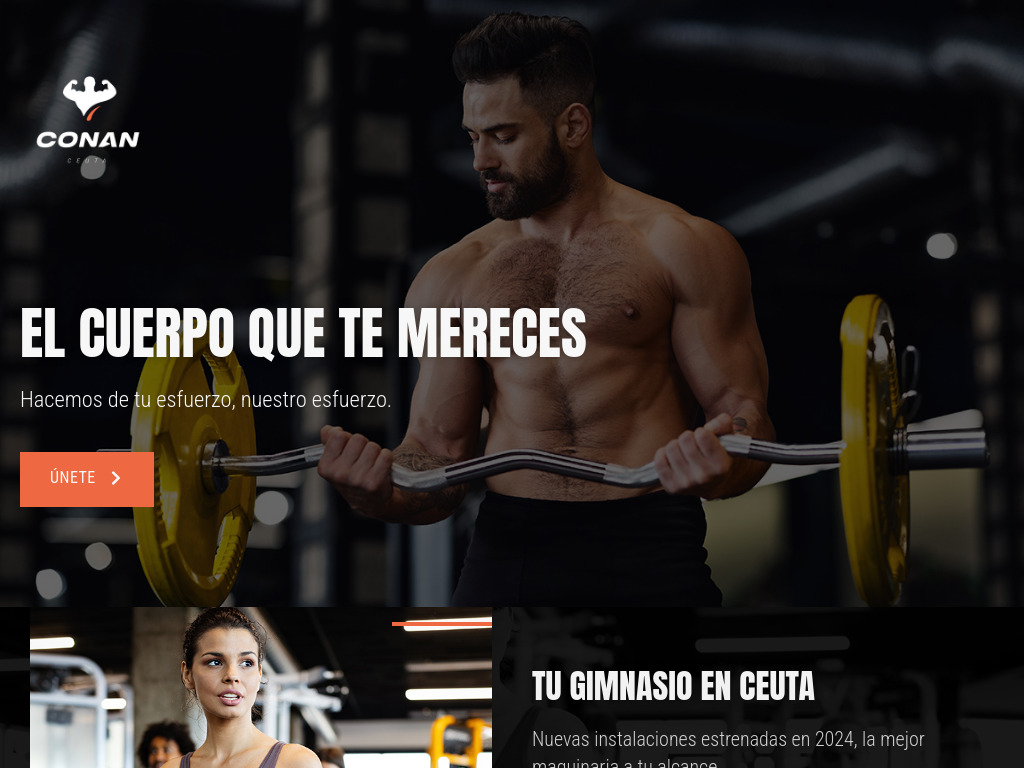 CONAN
CEUTA
EL CUERPO QUE TE MERECES
Hacemos de tu esfuerzo, nuestro esfuerzo.
ÚNETE
TU GIMNASIO EN CEUTA
Nuevas instalaciones estrenadas en 2024, la mejor
maquinaria a tu alcance